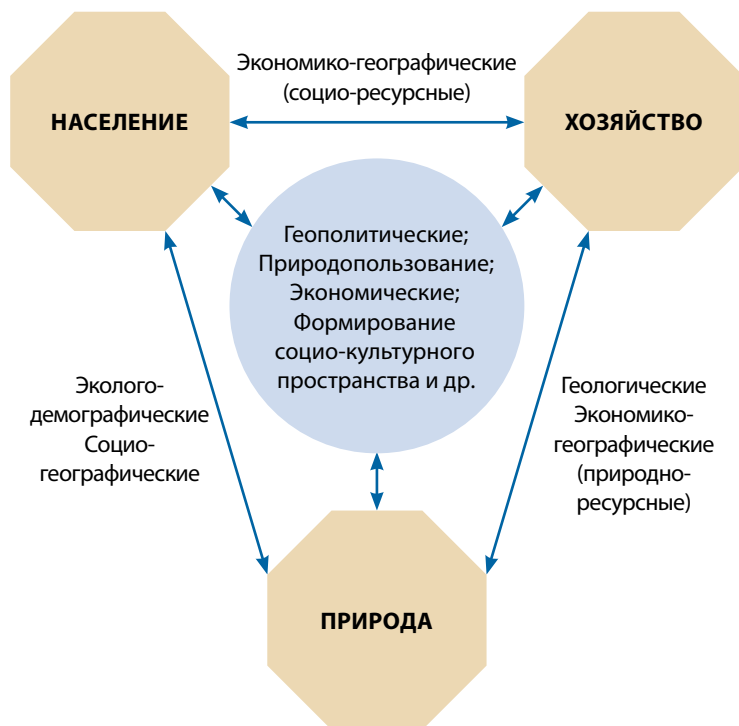 Экономико-географические
(социо-ресурсные)
НАСЕЛЕНИЕ
ХОЗЯЙСТВО
Геополитические;
Природопользование;
Экономические;
Формирование
социо-культурного
пространства и др.
Эколого-
демографические
Социо-
географические
Геологические
Экономико-
географические
(природно-
ресурсные)
ПРИРОДА